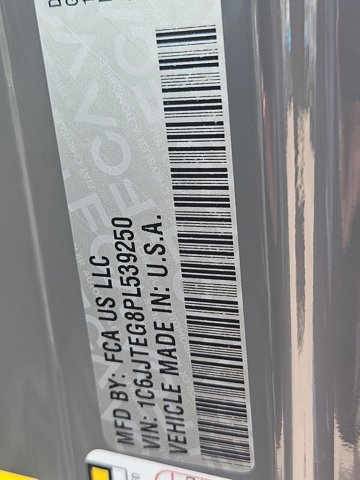 MFD BY: FCA US LLC
VIN: 1C6JJTEG8PL539250
VEHICLE MADE IN: U.S.A.